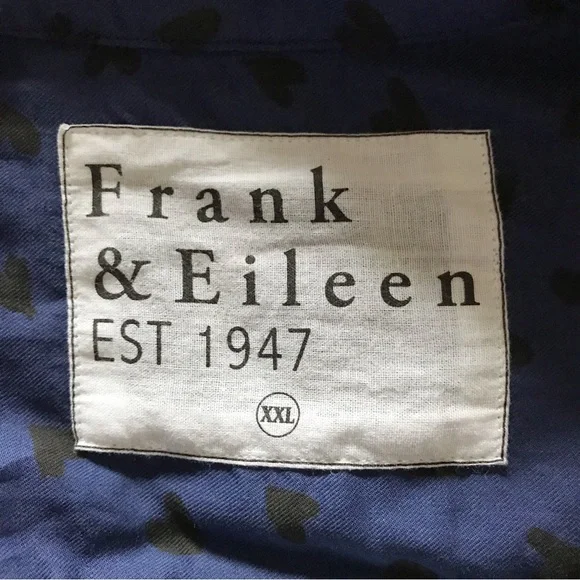 Frank
& Eileen
EST 1947
XXL